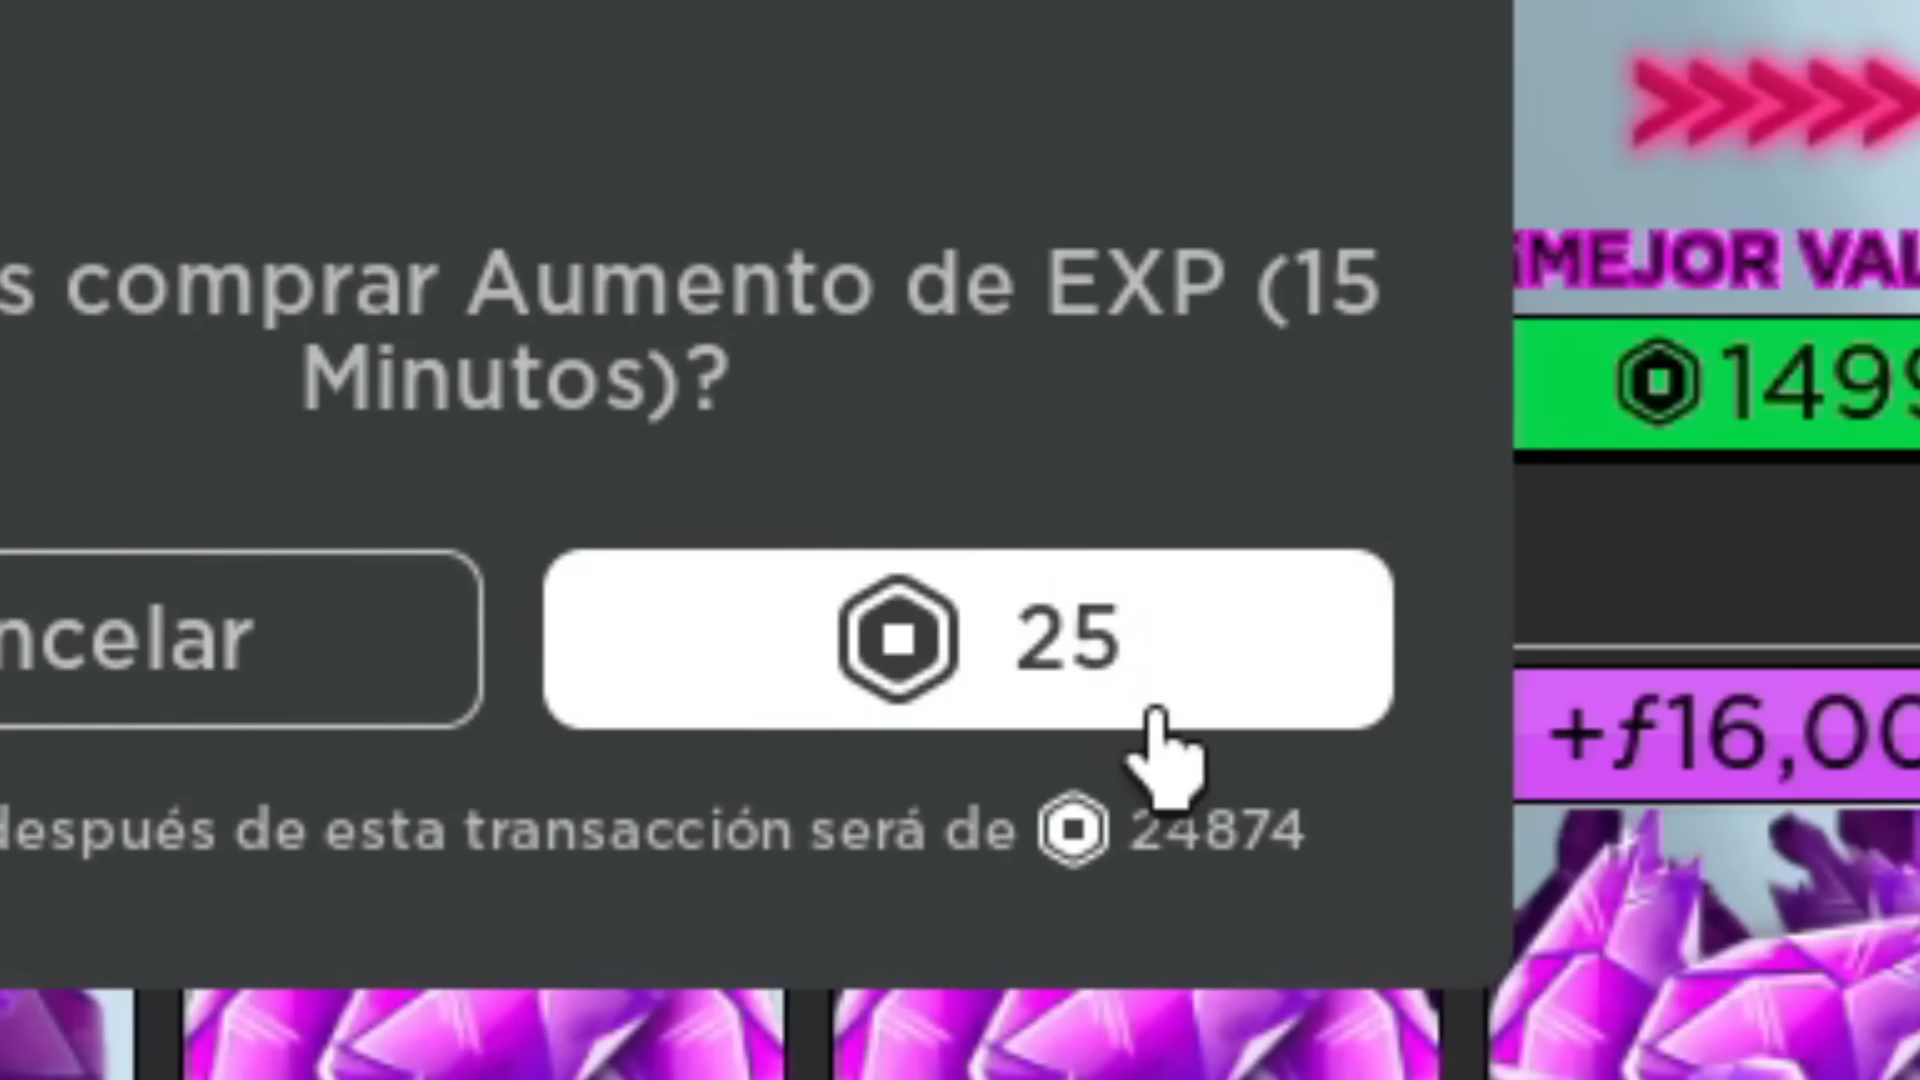 s comprar Aumento de EXP (15
Minutos)?
ncelar
25
después de esta transacción será de 24874
¡MEJOR VAL
1499
+ƒ16,00